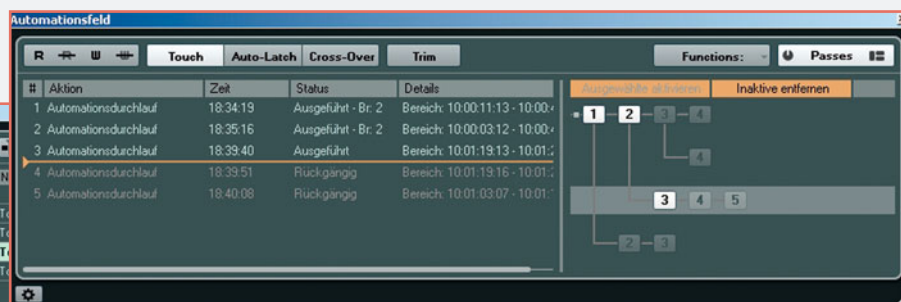 Automationsfeld
R R W W Touch Auto-Latch Cross-Over Trim Functions: Passes
# Aktion Zeit Status Details
1 Automationsdurchlauf 18:34:19 Ausgeführt - Br: 2 Bereich: 10:00:11:13 - 10:00:
2 Automationsdurchlauf 18:35:16 Ausgeführt - Br: 2 Bereich: 10:00:03:12 - 10:00:
3 Automationsdurchlauf 18:39:40 Ausgeführt Bereich: 10:01:19:13 - 10:01:2
4 Automationsdurchlauf 18:39:51 Rückgängig Bereich: 10:01:19:16 - 10:01:2
5 Automationsdurchlauf 18:40:08 Rückgängig Bereich: 10:01:03:07 - 10:01:
Ausgewählte aktivieren Inaktive entfernen
1 2 3 4
4
3 4 5
2 3